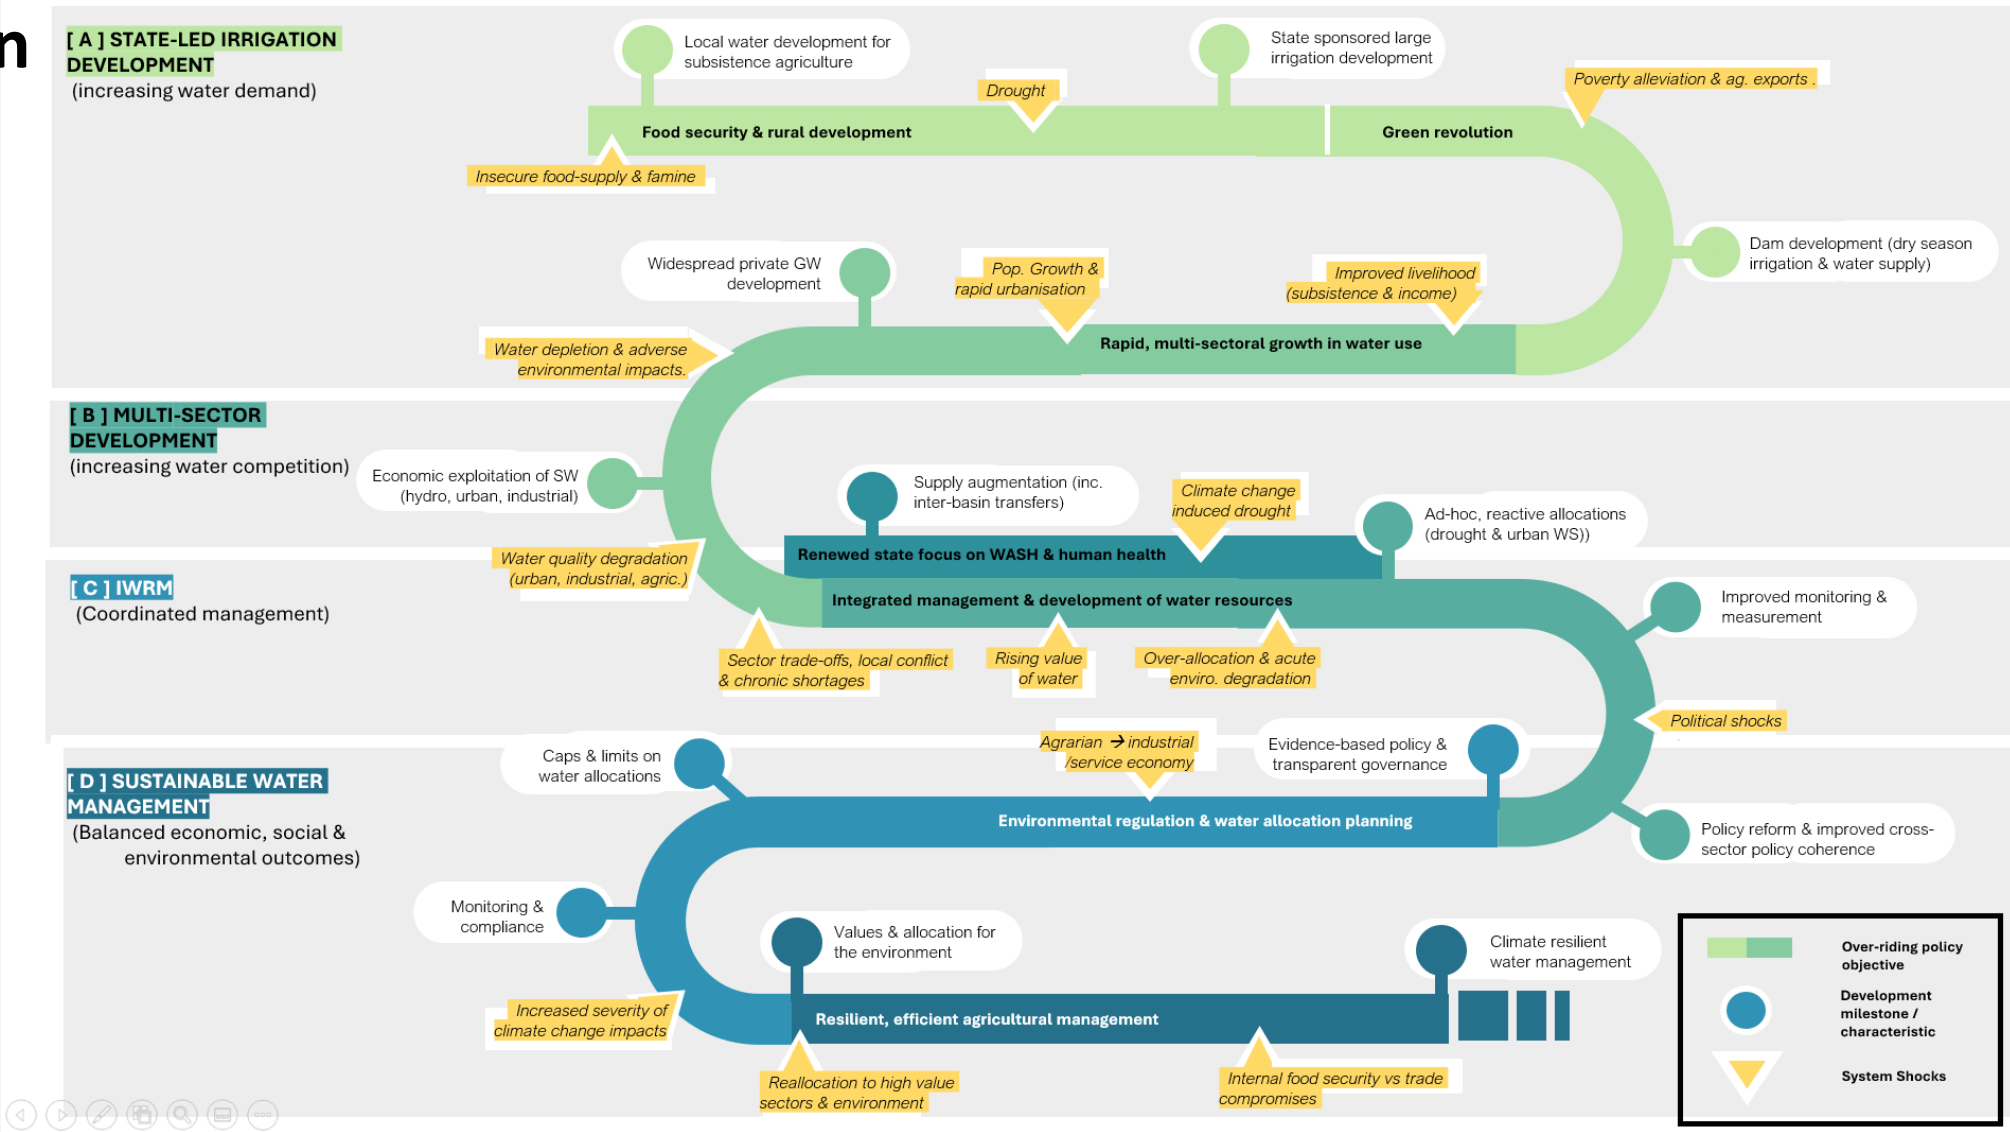 n
[ A ] STATE-LED IRRIGATION
DEVELOPMENT
(increasing water demand)
Local water development for
subsistence agriculture
Drought
State sponsored large
irrigation development
Poverty alleviation & ag. exports .
Food security & rural development
Green revolution
Insecure food-supply & famine
Dam development (dry season
irrigation & water supply)
Widespread private GW
development
Pop. Growth &
rapid urbanisation
Improved livelihood
(subsistence & income)
Rapid, multi-sectoral growth in water use
Water depletion & adverse
environmental impacts.
[ B ] MULTI-SECTOR
DEVELOPMENT
(increasing water competition)
Economic exploitation of SW
(hydro, urban, industrial)
Supply augmentation (inc.
inter-basin transfers)
Climate change
induced drought
Ad-hoc, reactive allocations
(drought & urban WS))
Renewed state focus on WASH & human health
Water quality degradation
(urban, industrial, agric.)
[ C ] IWRM
(Coordinated management)
Integrated management & development of water resources
Improved monitoring &
measurement
Sector trade-offs, local conflict
& chronic shortages
Rising value
of water
Over-allocation & acute
enviro. degradation
Political shocks
Caps & limits on
water allocations
Agrarian → industrial
/service economy
Evidence-based policy &
transparent governance
[ D ] SUSTAINABLE WATER
MANAGEMENT
(Balanced economic, social &
environmental outcomes)
Environmental regulation & water allocation planning
Policy reform & improved cross-
sector policy coherence
Monitoring &
compliance
Values & allocation for
the environment
Climate resilient
water management
Increased severity of
climate change impacts
Resilient, efficient agricultural management
Reallocation to high value
sectors & environment
Internal food security vs trade
compromises
Over-riding policy
objective
Development
milestone /
characteristic
System Shocks